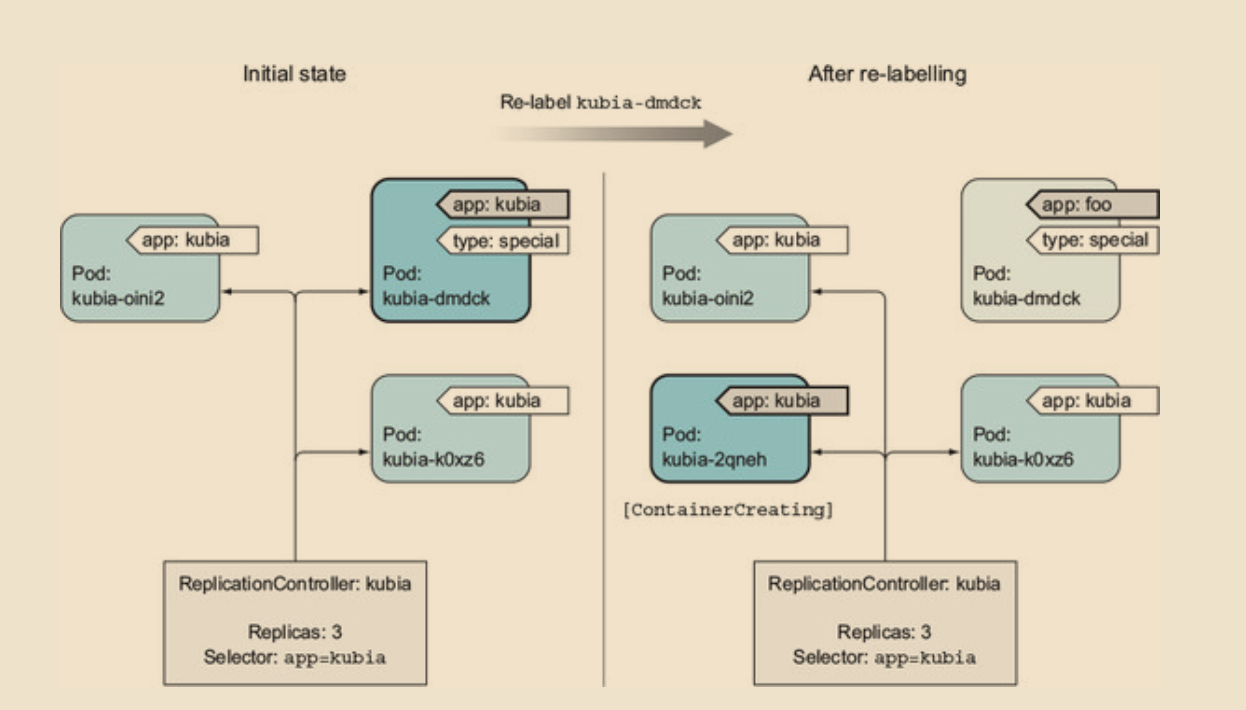 Initial state
After re-labelling
Re-label kubia-dmdck
app: kubia
type: special
Pod:
kubia-dmdck
app: kubia
Pod:
kubia-oini2
app: kubia
Pod:
kubia-k0xz6
ReplicationController: kubia
Replicas: 3
Selector: app=kubia
app: kubia
Pod:
kubia-oini2
app: foo
type: special
Pod:
kubia-dmdck
app: kubia
Pod:
kubia-2qneh
[ContainerCreating]
app: kubia
Pod:
kubia-k0xz6
ReplicationController: kubia
Replicas: 3
Selector: app=kubia